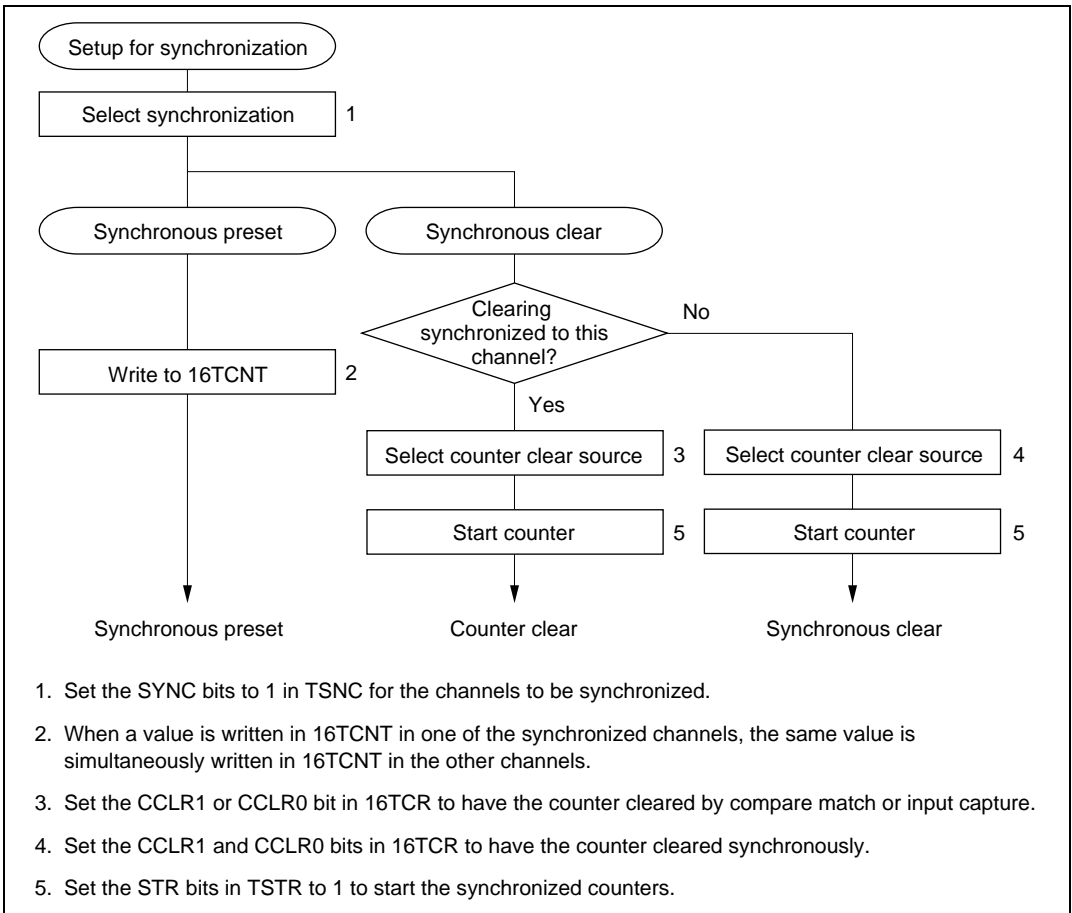 Setup for synchronization
Select synchronization
1
Synchronous preset
Synchronous clear
Clearing
synchronized to this
channel?
No
Write to 16TCNT
2
Yes
Select counter clear source
3
Select counter clear source
4
Start counter
5
Start counter
5
Synchronous preset
Counter clear
Synchronous clear
1. Set the SYNC bits to 1 in TSNC for the channels to be synchronized.
2. When a value is written in 16TCNT in one of the synchronized channels, the same value is
simultaneously written in 16TCNT in the other channels.
3. Set the CCLR1 or CCLR0 bit in 16TCR to have the counter cleared by compare match or input capture.
4. Set the CCLR1 and CCLR0 bits in 16TCR to have the counter cleared synchronously.
5. Set the STR bits in TSTR to 1 to start the synchronized counters.